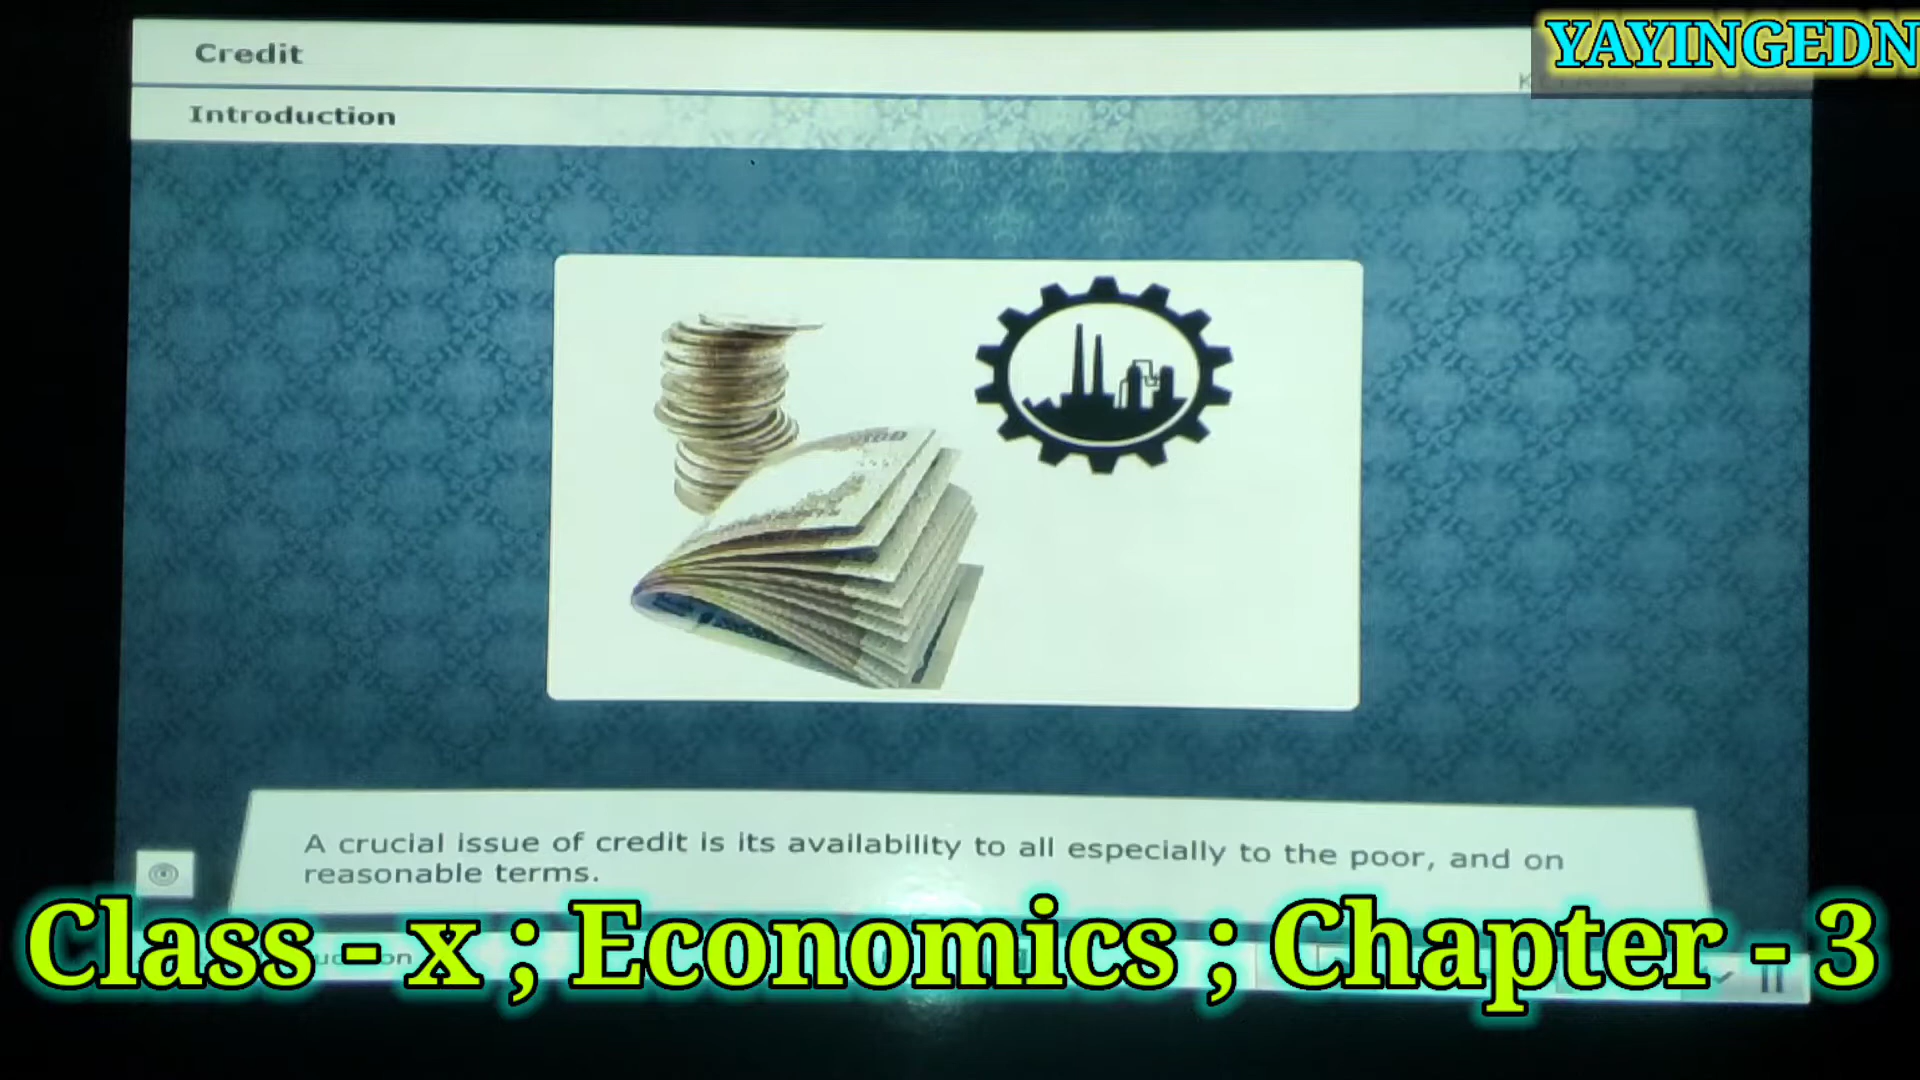 Credit
YAYINGEDN
Introduction
A crucial issue of credit is its availability to all especially to the poor, and on
reasonable terms.
Class - x ; Economics ; Chapter - 3